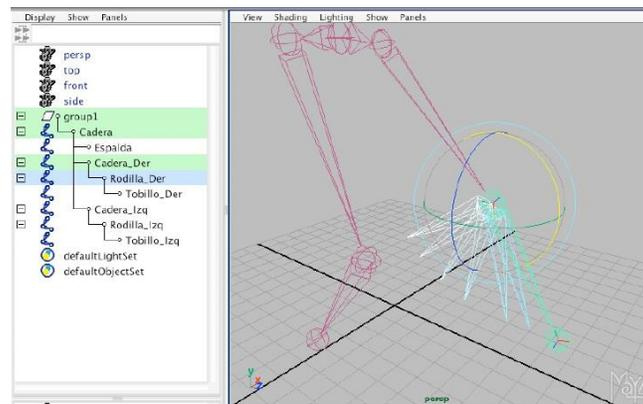 Display Show Panels
persp
top
front
side
group1
Cadera
Espalda
Cadera_Der
Rodilla_Der
Tobillo_Der
Cadera_Izq
Rodilla_Izq
Tobillo_Izq
defaultLightSet
defaultObjectSet
View Shading Lighting Show Panels
y
x
z
persp
MAYA